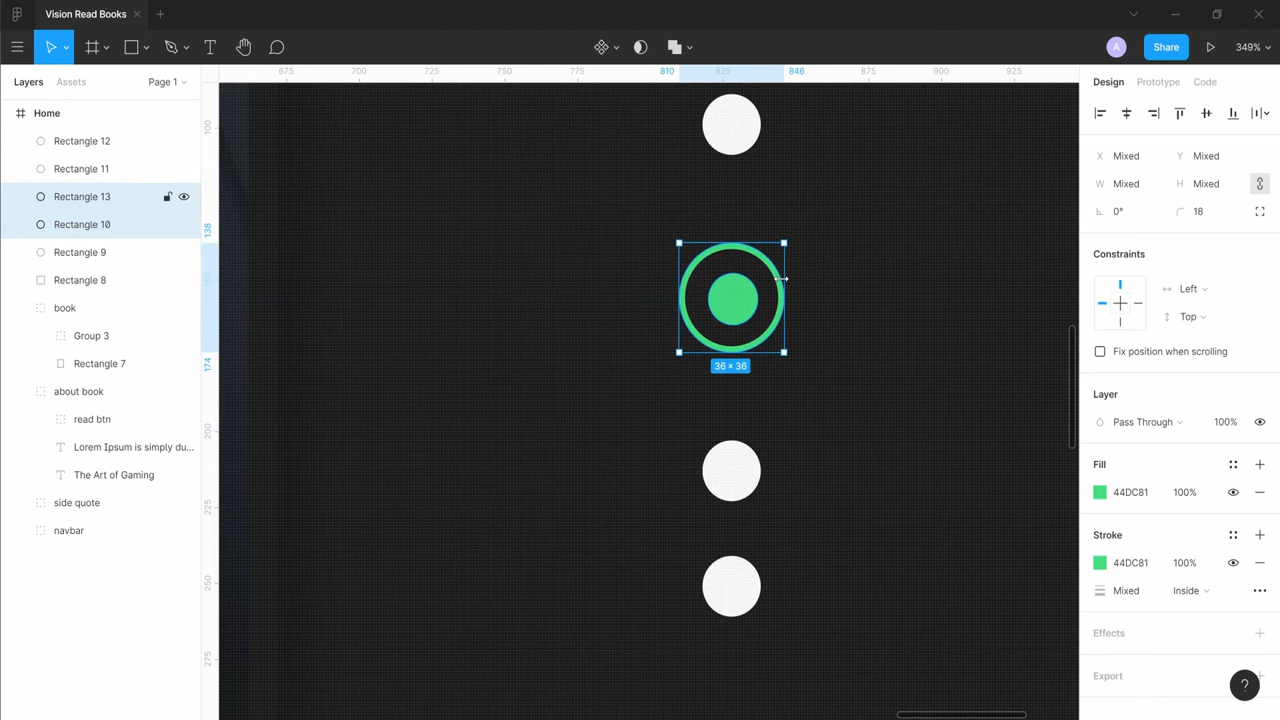 Vision Read Books
A
Share
349%
Layers
Assets
Page 1
675
700
725
750
775
810
825
846
875
900
925
Design
Prototype
Code
Home
Rectangle 12
Rectangle 11
Rectangle 13
Rectangle 10
Rectangle 9
Rectangle 8
book
Group 3
Rectangle 7
about book
read btn
Lorem Ipsum is simply du...
The Art of Gaming
side quote
navbar
100
138
174
200
225
250
275
36 × 36
X Mixed
Y Mixed
W Mixed
H Mixed
0°
18
Constraints
Left
Top
Fix position when scrolling
Layer
Pass Through
100%
Fill
44DC81
100%
Stroke
44DC81
100%
Mixed
Inside
Effects
Export
?